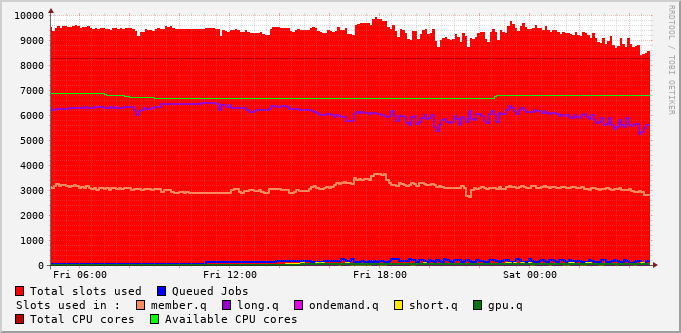 10000
9000
8000
7000
6000
5000
4000
3000
2000
1000
0
Fri 06:00 Fri 12:00 Fri 18:00 Sat 00:00
RRDTOOL / TOBI OETIKER
Total slots used Queued Jobs
Slots used in : member.q long.q ondemand.q short.q gpu.q
Total CPU cores Available CPU cores